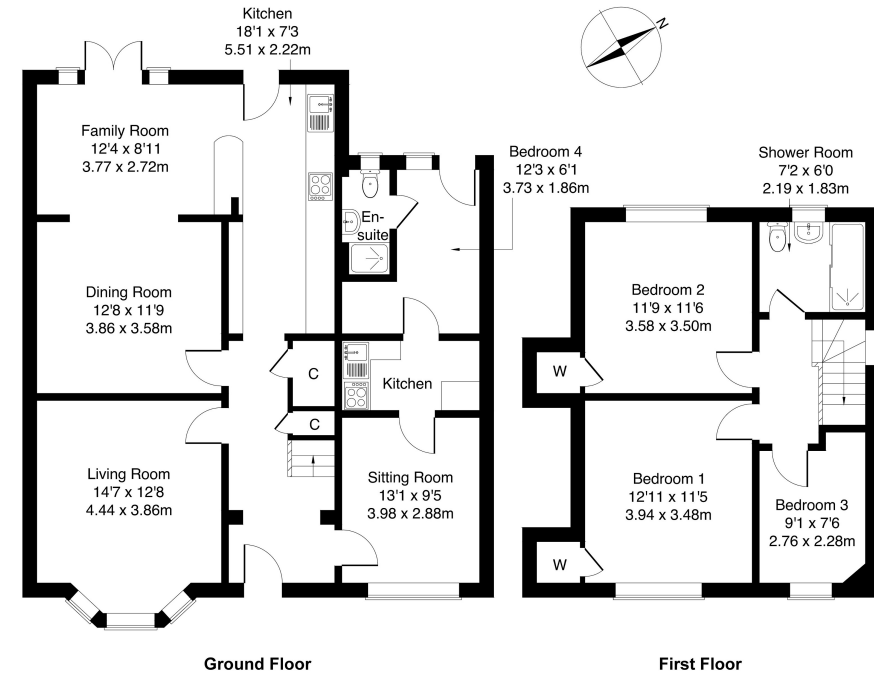 Kitchen
18'1 x 7'3
5.51 x 2.22m
N
Family Room
12'4 x 8'11
3.77 x 2.72m
Bedroom 4
12'3 x 6'1
3.73 x 1.86m
Shower Room
7'2 x 6'0
2.19 x 1.83m
En-
suite
Dining Room
12'8 x 11'9
3.86 x 3.58m
Bedroom 2
11'9 x 11'6
3.58 x 3.50m
C
Kitchen
W
C
Living Room
14'7 x 12'8
4.44 x 3.86m
Sitting Room
13'1 x 9'5
3.98 x 2.88m
Bedroom 1
12'11 x 11'5
3.94 x 3.48m
Bedroom 3
9'1 x 7'6
2.76 x 2.28m
W
Ground Floor
First Floor